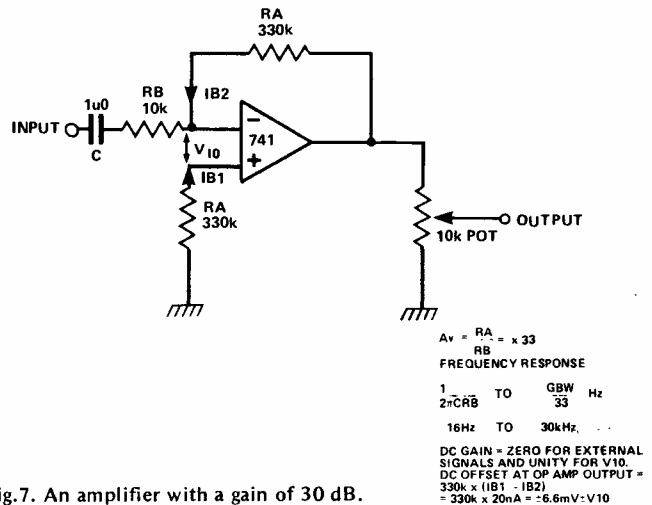 RA
330k
1u0
RB
10k
IB2
INPUT
C
VIO
−
741
+
IB1
RA
330k
OUTPUT
10k POT
Av = RA/RB = x 33
FREQUENCY RESPONSE
1/2πCRB TO GBW/33 Hz
16Hz TO 30kHz,
DC GAIN = ZERO FOR EXTERNAL
SIGNALS AND UNITY FOR V10.
DC OFFSET AT OP AMP OUTPUT =
330k x (IB1 - IB2)
= 330k x 20nA = ±6.6mV±V10
ig.7. An amplifier with a gain of 30 dB.